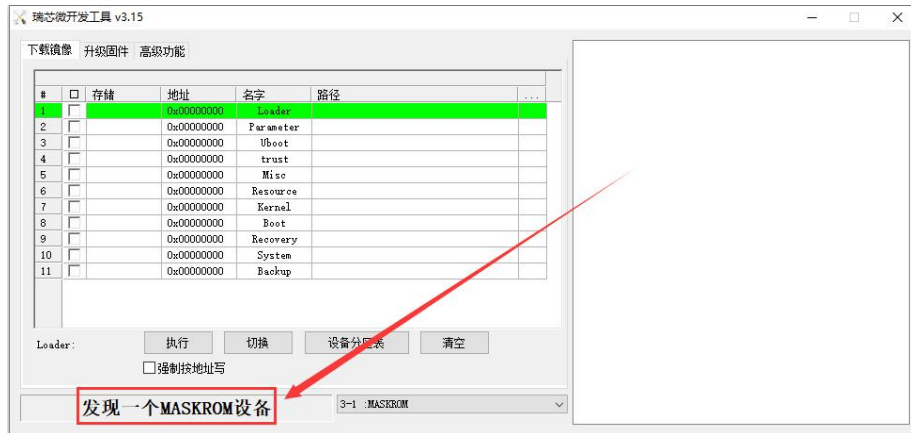 瑞芯微开发工具 v3.15
下载镜像 升级固件 高级功能
# 口 存储 地址 名字 路径 ...
1 0x00000000 Loader
2 0x00000000 Parameter
3 0x00000000 Uboot
4 0x00000000 trust
5 0x00000000 Misc
6 0x00000000 Resource
7 0x00000000 Kernel
8 0x00000000 Boot
9 0x00000000 Recovery
10 0x00000000 System
11 0x00000000 Backup
Loader: 执行 切换 设备分区表 清空
强制按地址写
发现一个MASKROM设备 3-1 :MASKROM